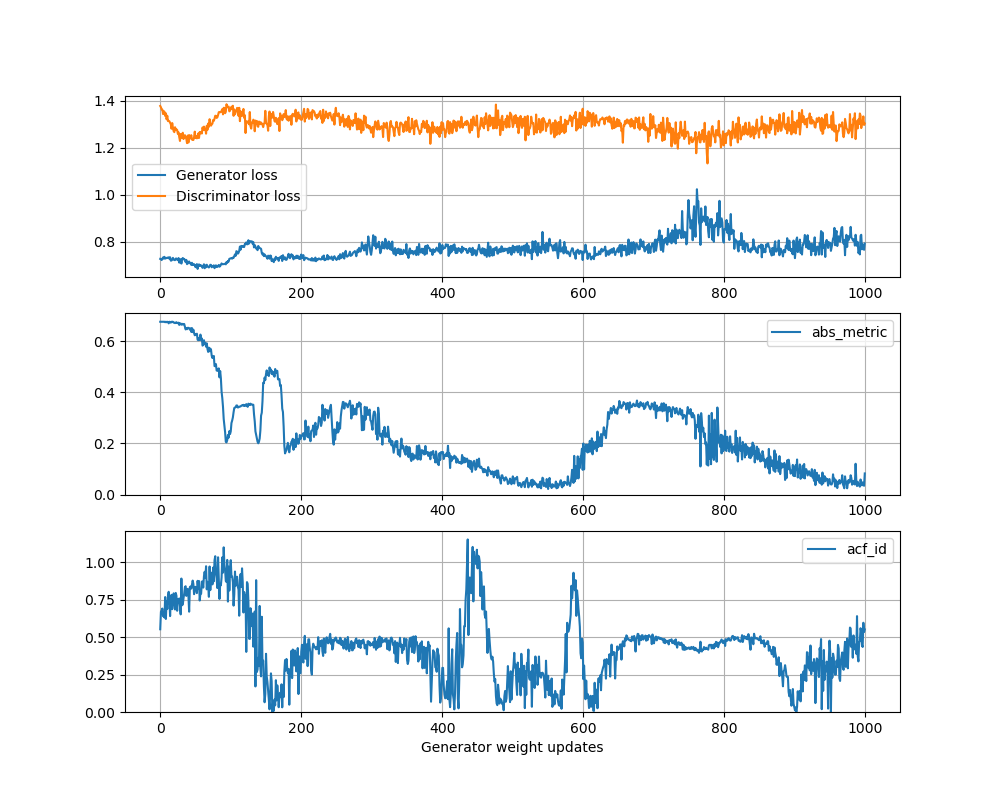 1.4
1.2
1.0
0.8
Generator loss
Discriminator loss
0 200 400 600 800 1000
0.6
0.4
0.2
0.0
abs_metric
0 200 400 600 800 1000
1.00
0.75
0.50
0.25
0.00
acf_id
0 200 400 600 800 1000
Generator weight updates